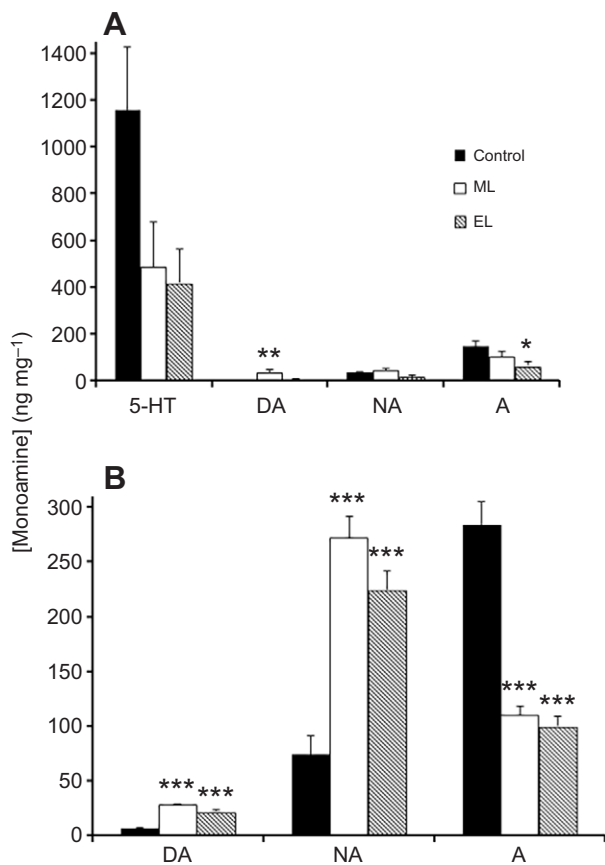 A
1400
1200
1000
800
600
400
200
0
Control
ML
EL
**
*
5-HT DA NA A
[Monoamine] (ng mg⁻¹)
B
300
250
200
150
100
50
0
*** ***
*** ***
*** ***
DA NA A